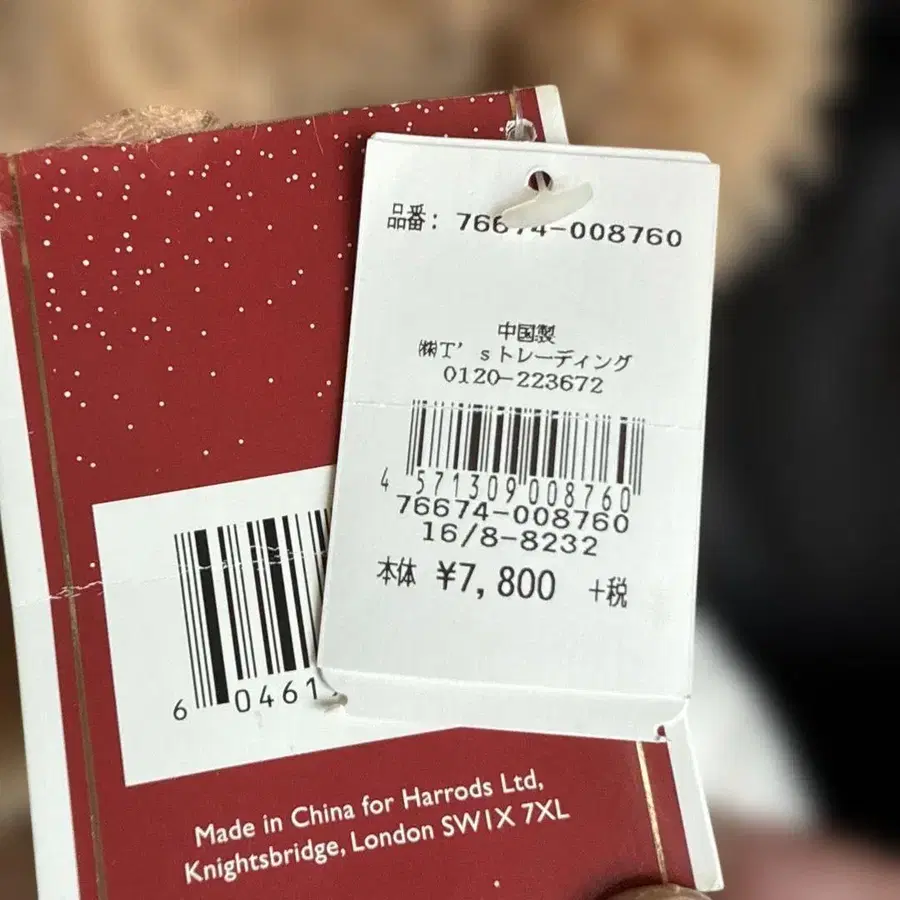 品番: 76674-008760
中国製
㈱T's トレーディング
0120-223672
4 571309 008760
76674-008760
16/8-8232
本体 ¥7,800 +税
6 0461
Made in China for Harrods Ltd,
Knightsbridge, London SW1X 7XL